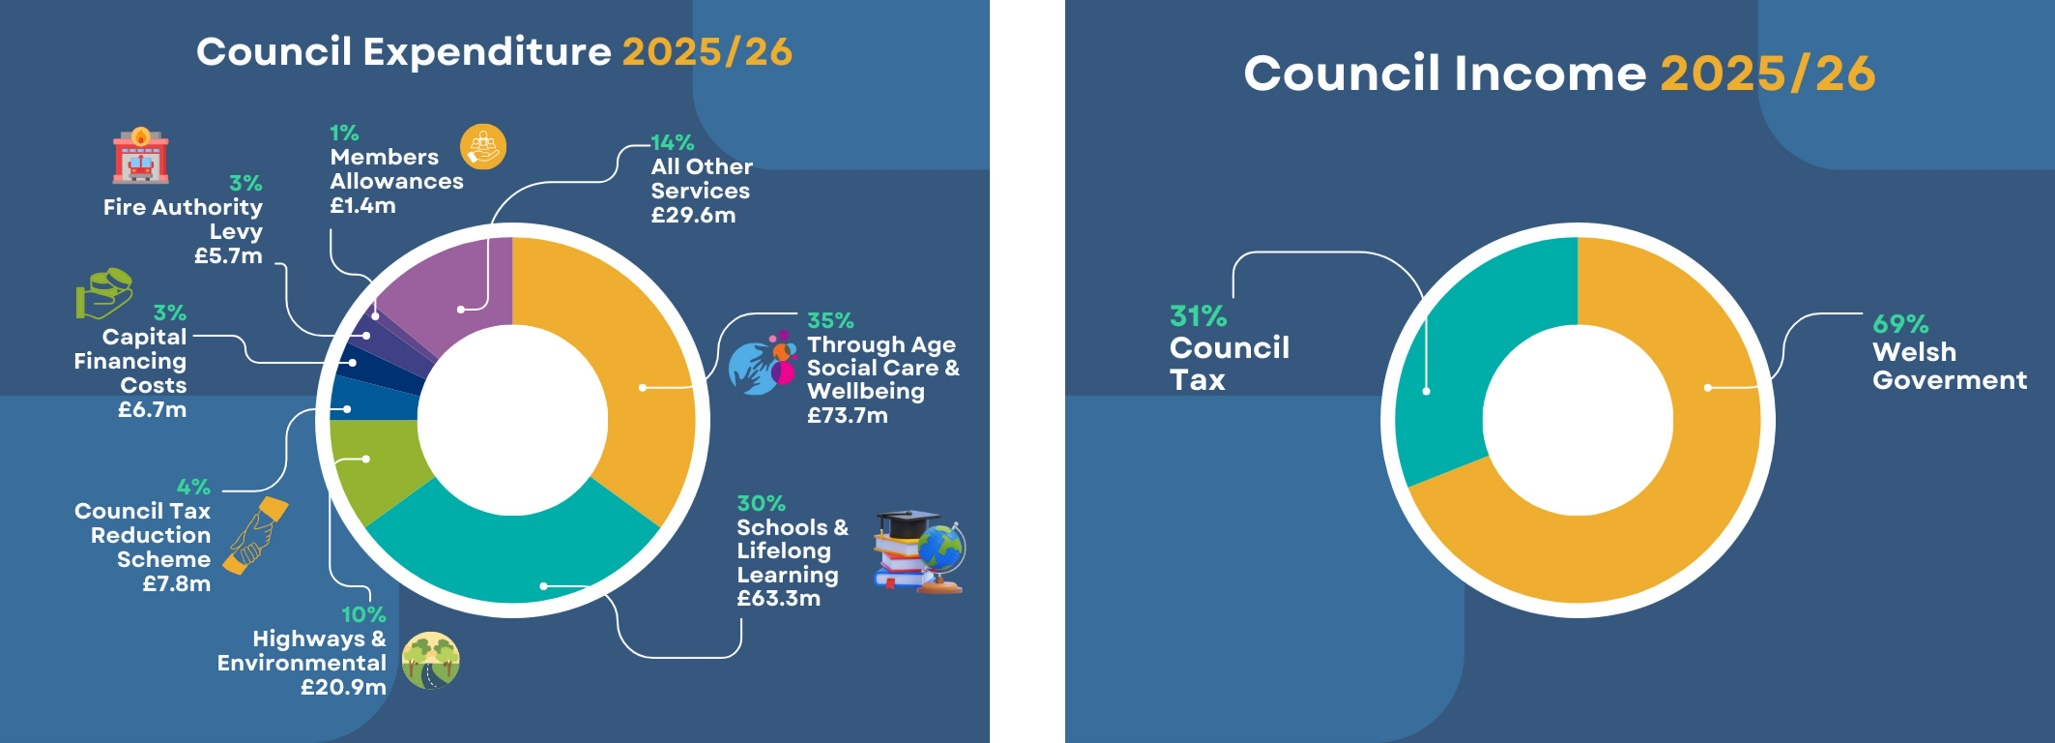 Council Expenditure 2025/26
1%
Members
Allowances
£1.4m
14%
All Other
Services
£29.6m
3%
Fire Authority
Levy
£5.7m
3%
Capital
Financing
Costs
£6.7m
35%
Through Age
Social Care &
Wellbeing
£73.7m
4%
Council Tax
Reduction
Scheme
£7.8m
30%
Schools &
Lifelong
Learning
£63.3m
10%
Highways &
Environmental
£20.9m
Council Income 2025/26
31%
Council
Tax
69%
Welsh
Goverment